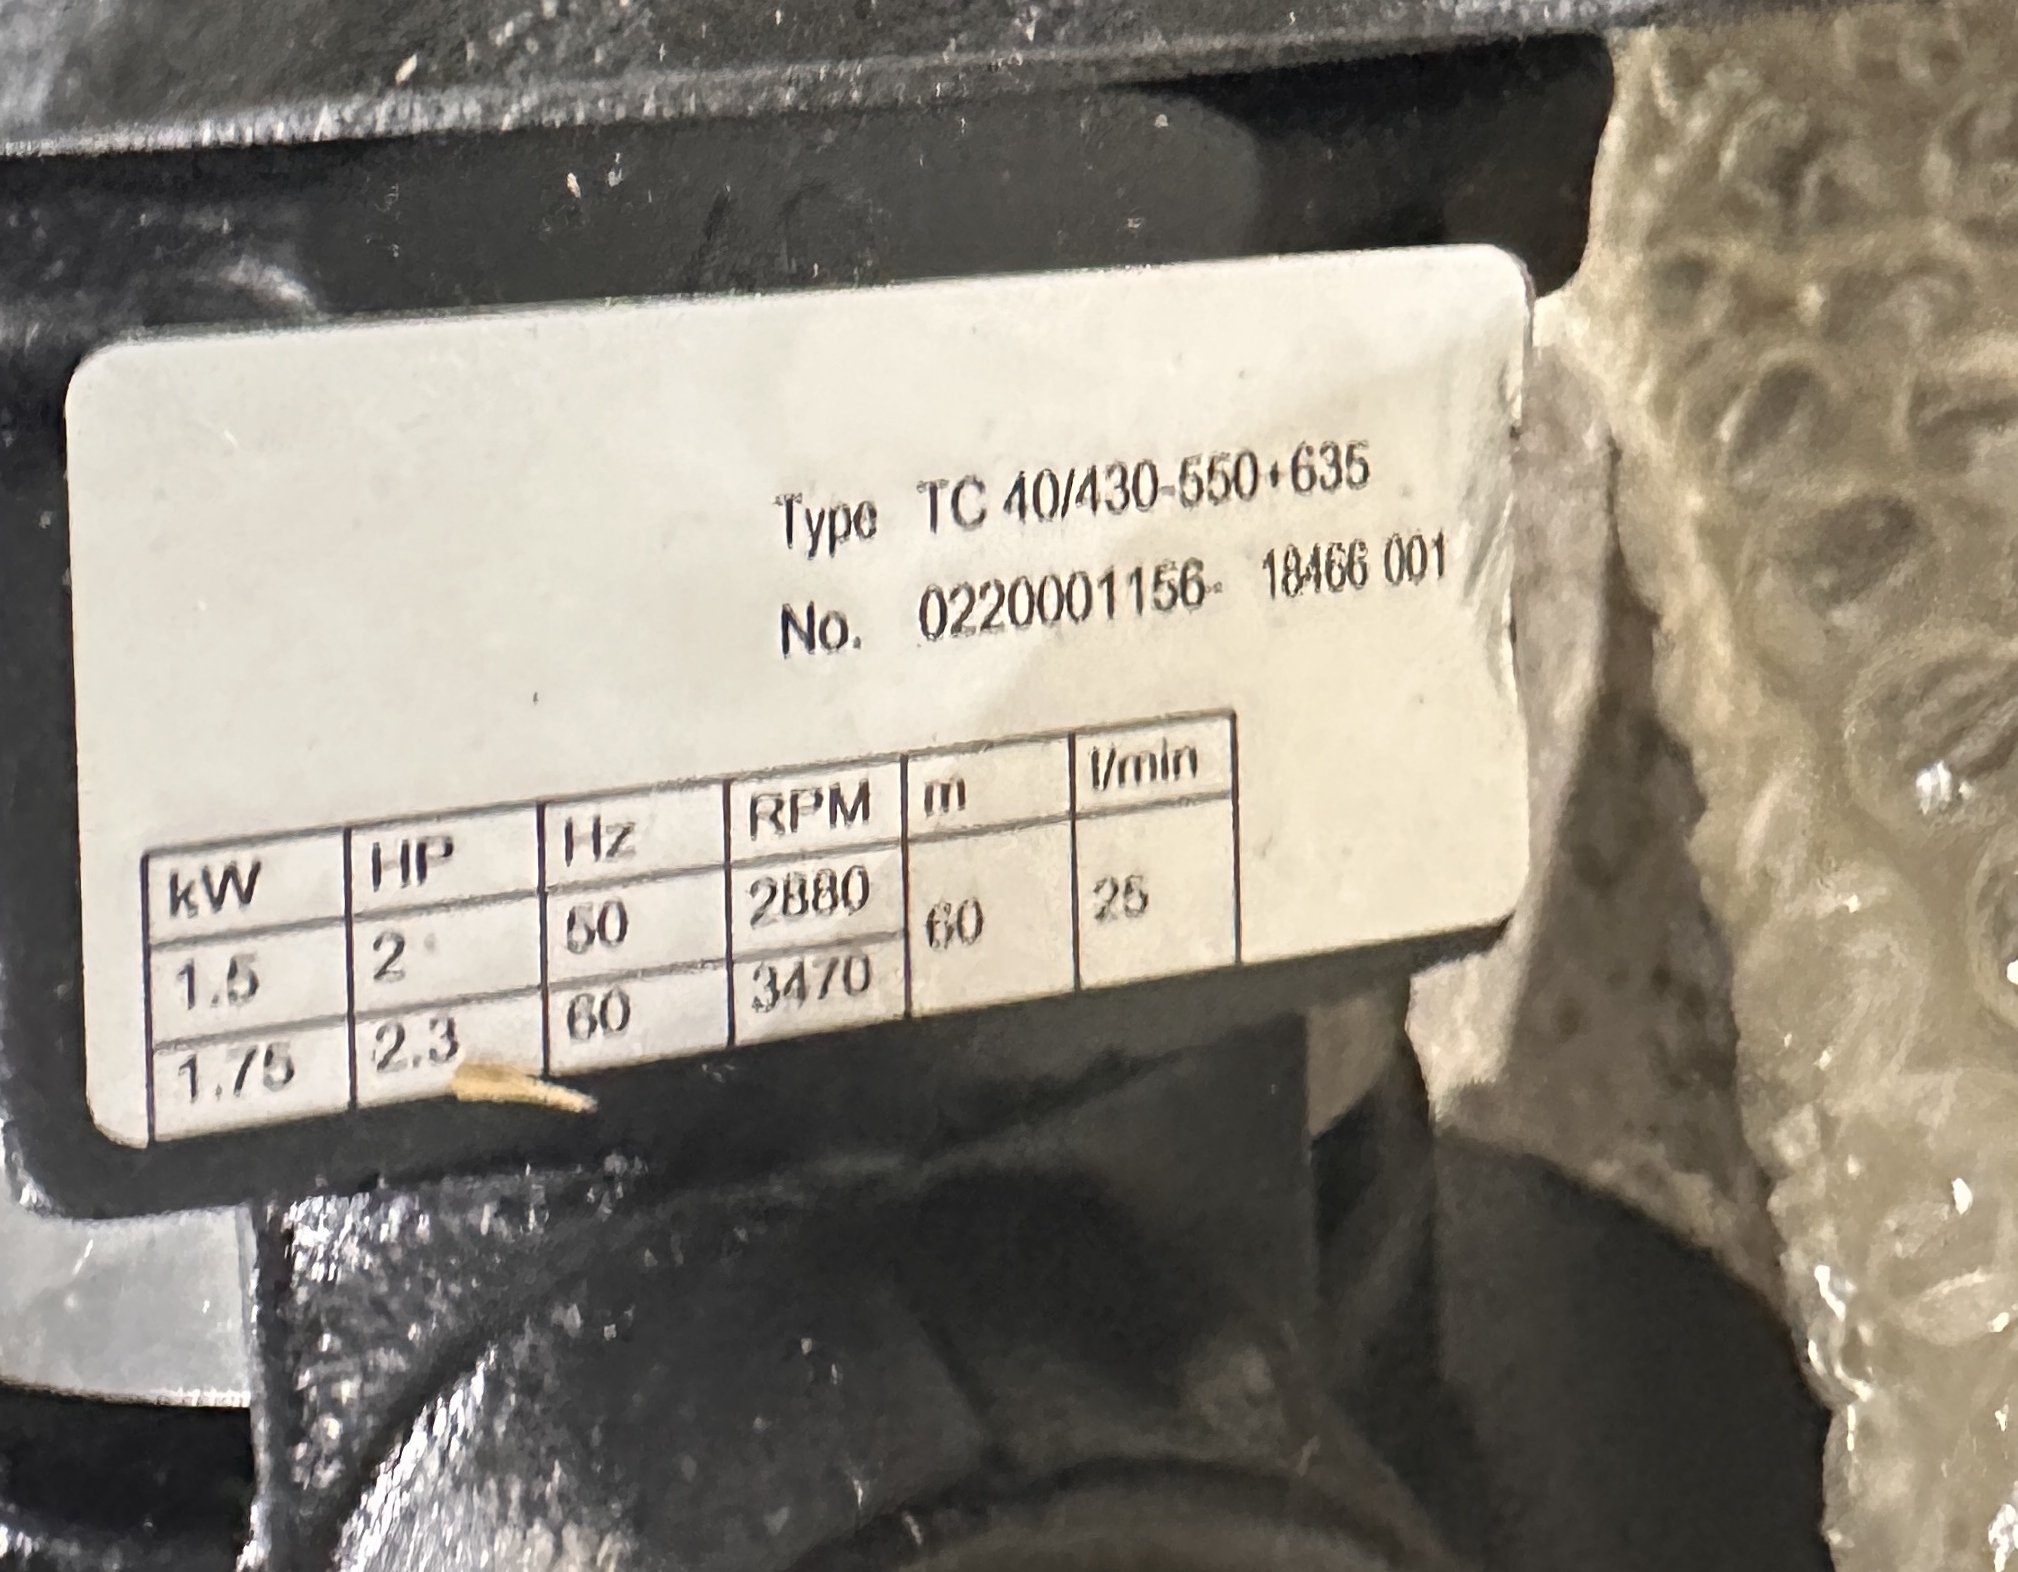 Type TC 40/430-550+635
No. 0220001156- 18466 001
kW HP Hz RPM m l/min
1.5 2 50 2880 60 25
1.75 2.3 60 3470